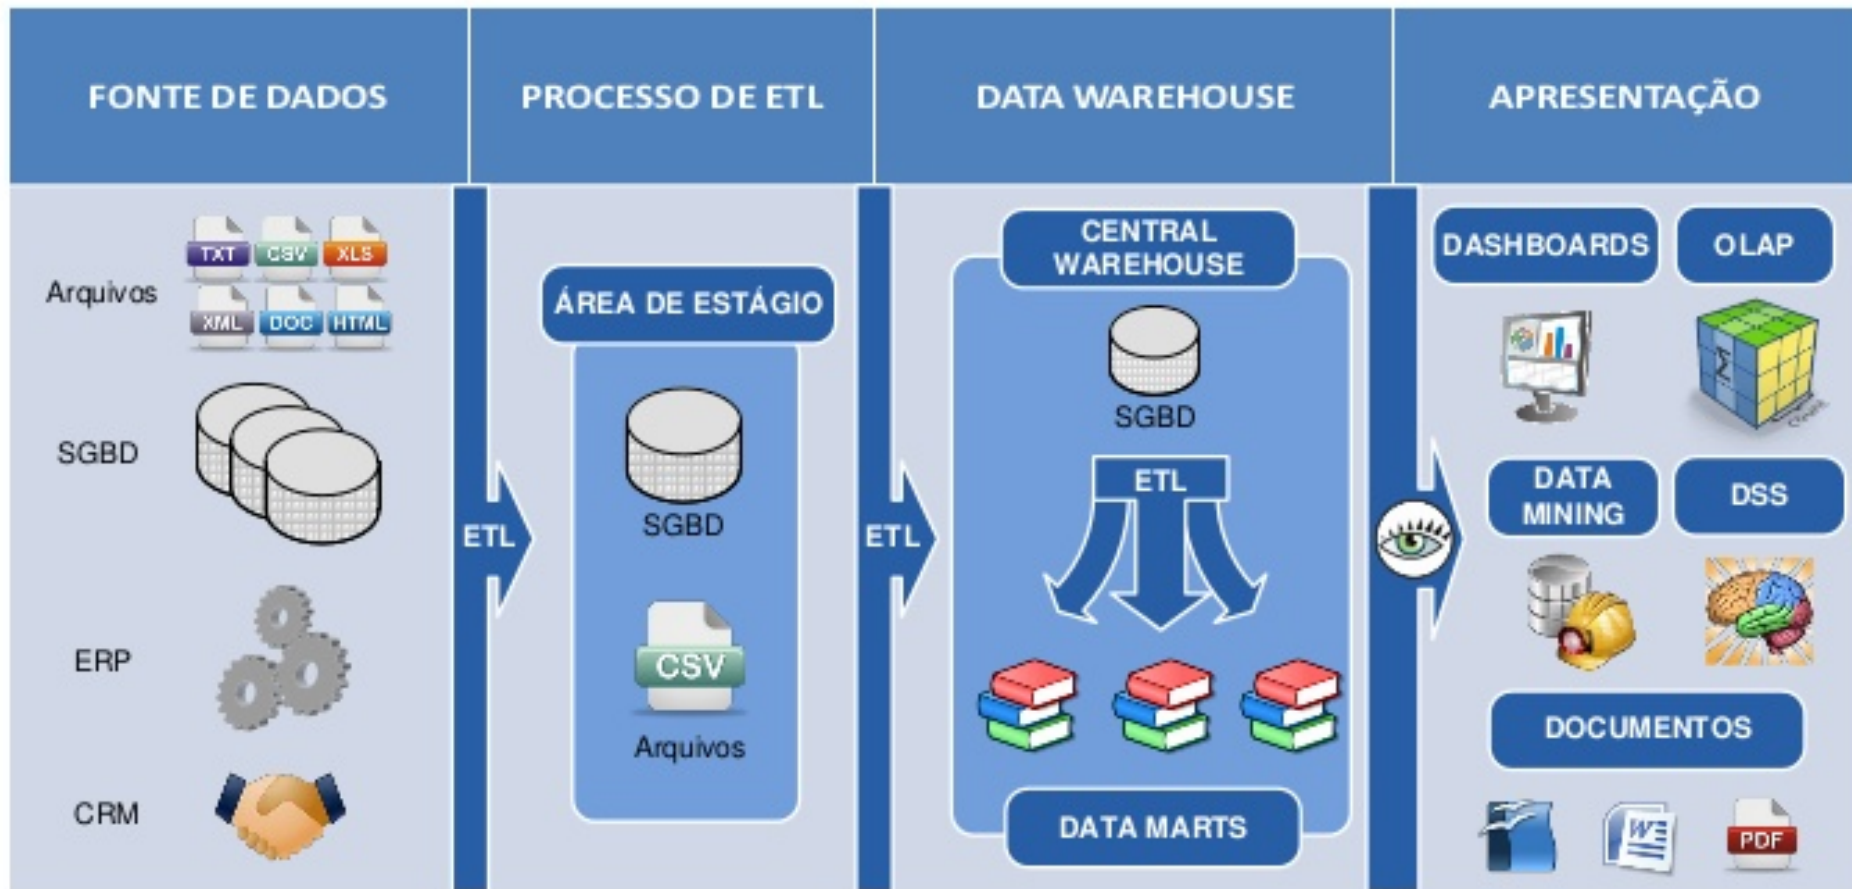 FONTE DE DADOS
PROCESSO DE ETL
DATA WAREHOUSE
APRESENTAÇÃO
Arquivos
TXT
CSV
XLS
XML
DOC
HTML
SGBD
ERP
CRM
ETL
ÁREA DE ESTÁGIO
SGBD
CSV
Arquivos
ETL
CENTRAL
WAREHOUSE
SGBD
ETL
DATA MARTS
DASHBOARDS
OLAP
Σ
DATA
MINING
DSS
DOCUMENTOS
W
PDF